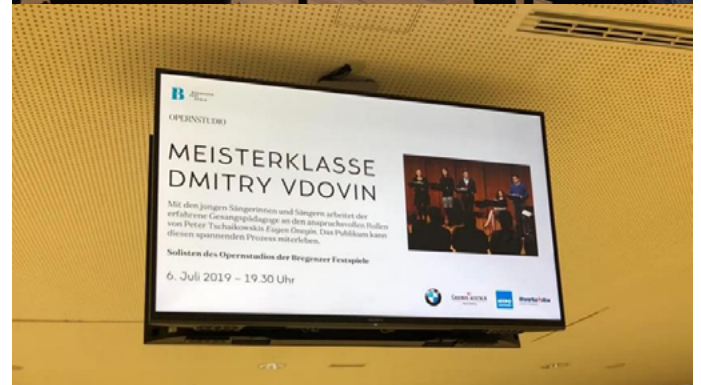 B
OPERNSTUDIO
MEISTERKLASSE
DMITRY VDOVIN
Mit den jungen Sängerinnen und Sängern arbeitet der
erfahrene Gesangspädagoge an den anspruchsvollen Rollen
von Peter Tschaikowskis Eugen Onegin. Das Publikum kann
diesen spannenden Prozess miterleben.
Solisten des Opernstudios der Bregenzer Festspiele
6. Juli 2019 – 19.30 Uhr